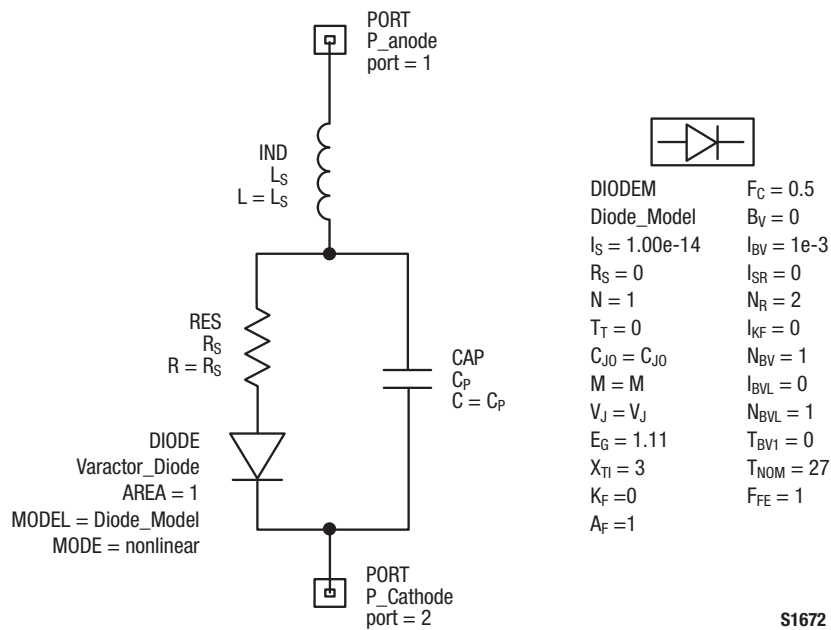 PORT
P_anode
port = 1
IND
L_S
L = L_S
RES
R_S
R = R_S
CAP
C_P
C = C_P
DIODE
Varactor_Diode
AREA = 1
MODEL = Diode_Model
MODE = nonlinear
PORT
P_Cathode
port = 2
DIODEM
Diode_Model
I_S = 1.00e-14
R_S = 0
N = 1
T_T = 0
C_J0 = C_J0
M = M
V_J = V_J
E_G = 1.11
X_TI = 3
K_F =0
A_F =1
F_C = 0.5
B_V = 0
I_BV = 1e-3
I_SR = 0
N_R = 2
I_KF = 0
N_BV = 1
I_BVL = 0
N_BVL = 1
T_BV1 = 0
T_NOM = 27
F_FE = 1
S1672